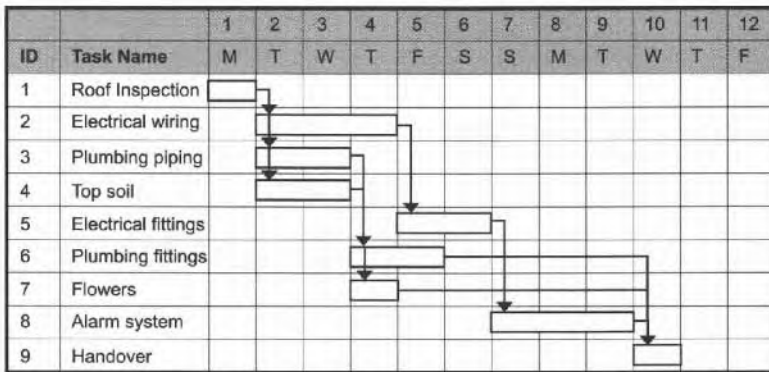 1 2 3 4 5 6 7 8 9 10 11 12
ID Task Name M T W T F S S M T W T F
1 Roof Inspection
2 Electrical wiring
3 Plumbing piping
4 Top soil
5 Electrical fittings
6 Plumbing fittings
7 Flowers
8 Alarm system
9 Handover